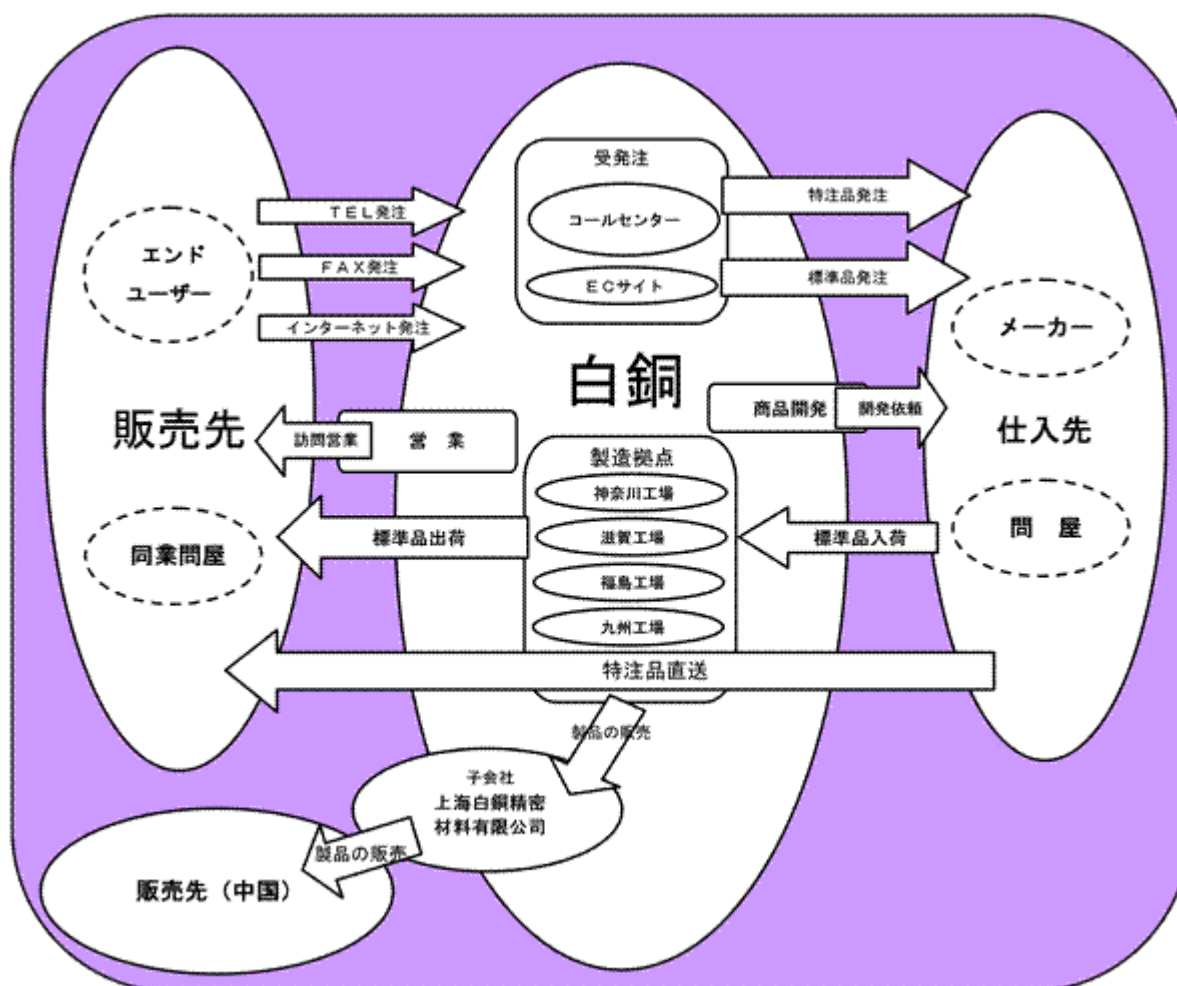 受発注
コールセンター
ECサイト
TEL発注
FAX発注
インターネット発注
特注品発注
標準品発注
エンド
ユーザー
販売先
同業問屋
白銅
メーカー
仕入先
問 屋
訪問営業
営 業
商品開発
開発依頼
製造拠点
神奈川工場
滋賀工場
福島工場
九州工場
標準品出荷
標準品入荷
特注品直送
製品の販売
子会社
上海白銅精密
材料有限公司
製品の販売
販売先(中国)